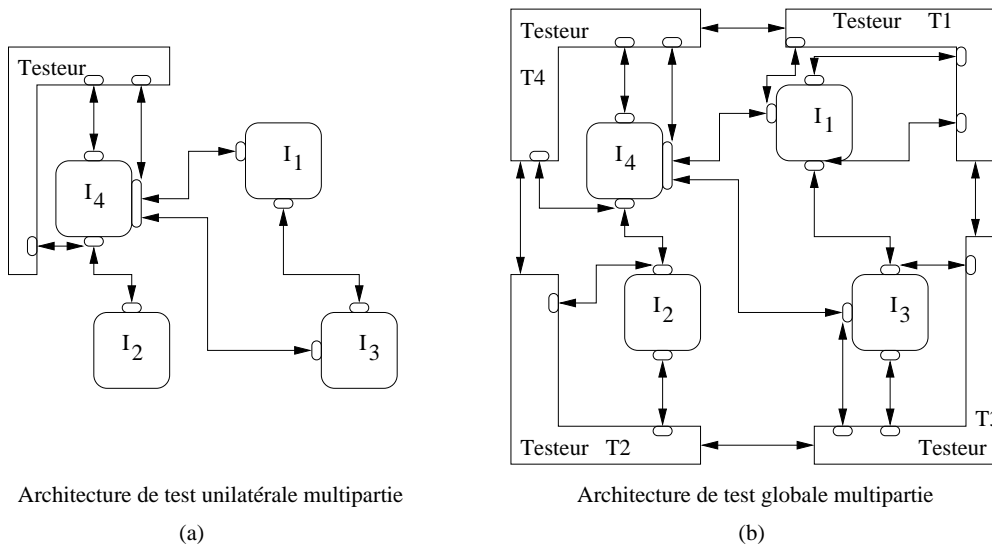 Testeur
I4
I1
I2
I3
Testeur
T4
Testeur T1
I1
I4
I2
I3
Testeur T2
T3
Testeur
Architecture de test unilatérale multipartie
Architecture de test globale multipartie
(a)
(b)